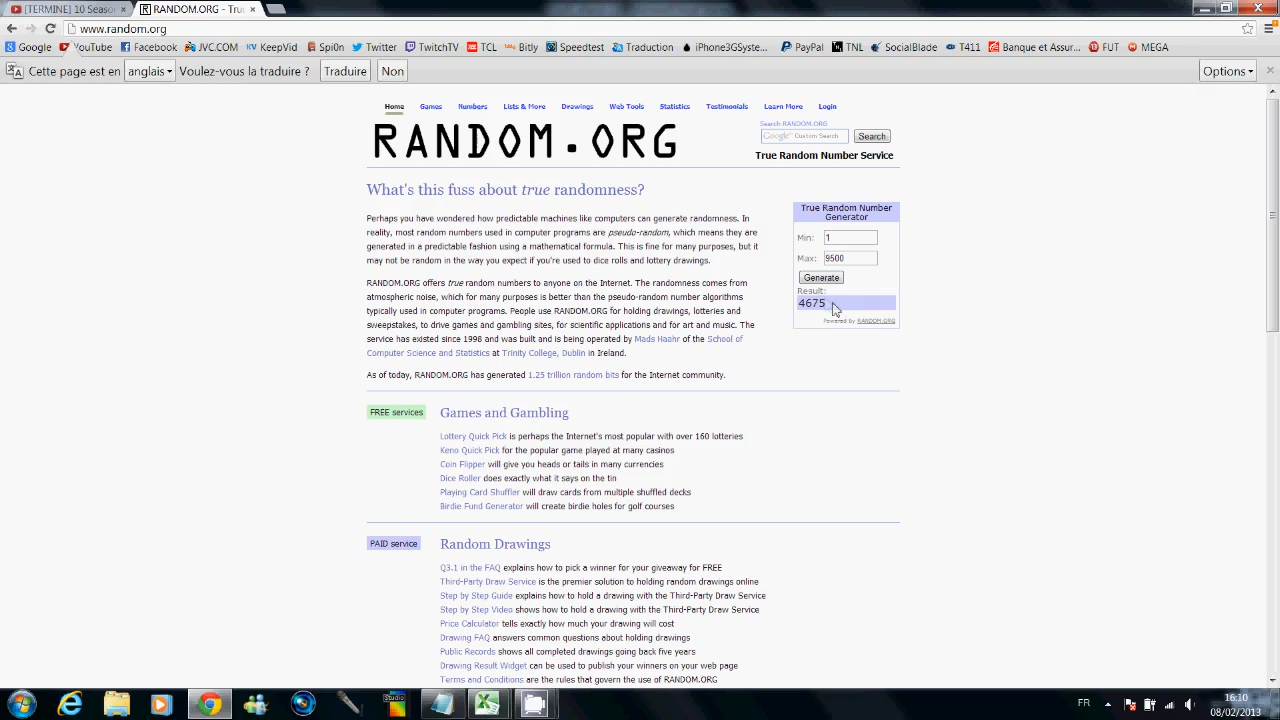 [TERMINE] 10 Seaso
RANDOM.ORG - Tru
www.random.org
Google YouTube Facebook JVC.COM KeepVid Spi0n Twitter TwitchTV TCL Bitly Speedtest Traduction iPhone3GSyste... PayPal TNL SocialBlade T411 Banque et Assur... FUT MEGA
Cette page est en anglais Voulez-vous la traduire ? Traduire Non Options
Home Games Numbers Lists & More Drawings Web Tools Statistics Testimonials Learn More Login
RANDOM.ORG
Search RANDOM.ORG
Google™ Custom Search Search
True Random Number Service
What's this fuss about true randomness?
Perhaps you have wondered how predictable machines like computers can generate randomness. In
reality, most random numbers used in computer programs are pseudo-random, which means they are
generated in a predictable fashion using a mathematical formula. This is fine for many purposes, but it
may not be random in the way you expect if you're used to dice rolls and lottery drawings.
RANDOM.ORG offers true random numbers to anyone on the Internet. The randomness comes from
atmospheric noise, which for many purposes is better than the pseudo-random number algorithms
typically used in computer programs. People use RANDOM.ORG for holding drawings, lotteries and
sweepstakes, to drive games and gambling sites, for scientific applications and for art and music. The
service has existed since 1998 and was built and is being operated by Mads Haahr of the School of
Computer Science and Statistics at Trinity College, Dublin in Ireland.
As of today, RANDOM.ORG has generated 1.25 trillion random bits for the Internet community.
True Random Number
Generator
Min: 1
Max: 9500
Generate
Result:
4675
Powered by RANDOM.ORG
FREE services
Games and Gambling
Lottery Quick Pick is perhaps the Internet's most popular with over 160 lotteries
Keno Quick Pick for the popular game played at many casinos
Coin Flipper will give you heads or tails in many currencies
Dice Roller does exactly what it says on the tin
Playing Card Shuffler will draw cards from multiple shuffled decks
Birdie Fund Generator will create birdie holes for golf courses
PAID service
Random Drawings
Q3.1 in the FAQ explains how to pick a winner for your giveaway for FREE
Third-Party Draw Service is the premier solution to holding random drawings online
Step by Step Guide explains how to hold a drawing with the Third-Party Draw Service
Step by Step Video shows how to hold a drawing with the Third-Party Draw Service
Price Calculator tells exactly how much your drawing will cost
Drawing FAQ answers common questions about holding drawings
Public Records shows all completed drawings going back five years
Drawing Result Widget can be used to publish your winners on your web page
Terms and Conditions are the rules that govern the use of RANDOM.ORG
Studio
FR
16:10
08/02/2013